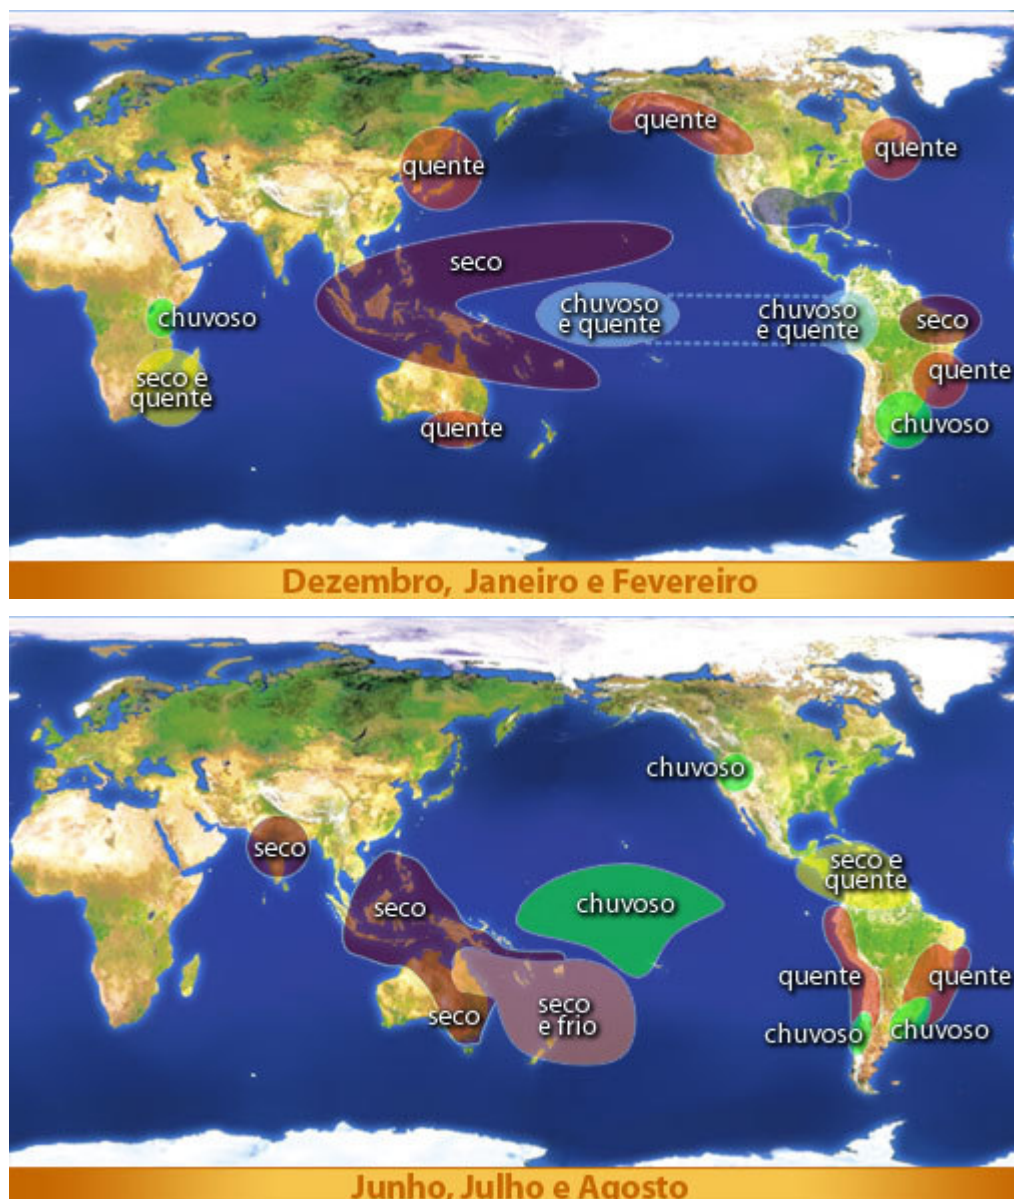 quente
quente
quente
seco
chuvoso
e quente
chuvoso
e quente
chuvoso
seco
seco e
quente
quente
quente
chuvoso
Dezembro, Janeiro e Fevereiro
chuvoso
seco
seco e
quente
seco
chuvoso
quente
quente
seco
e frio
seco
chuvoso
chuvoso
Junho, Julho e Agosto